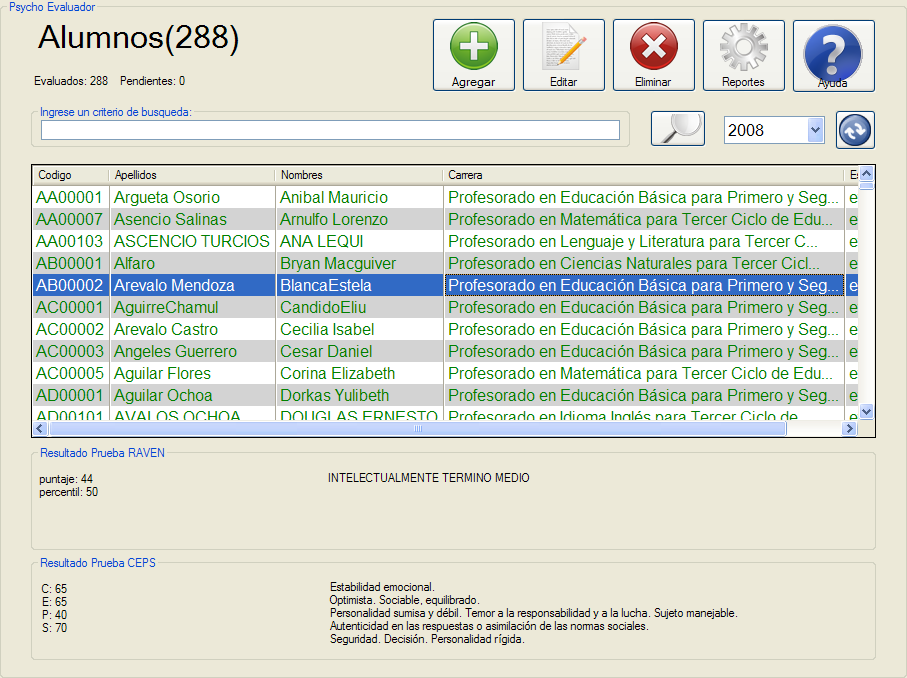 Psycho Evaluador
Alumnos(288)
Evaluados: 288 Pendientes: 0
Agregar Editar Eliminar Reportes Ayuda
Ingrese un criterio de busqueda:
2008
Codigo Apellidos Nombres Carrera
AA00001 Argueta Osorio Anibal Mauricio Profesorado en Educación Básica para Primero y Seg... e
AA00007 Asencio Salinas Arnulfo Lorenzo Profesorado en Matemática para Tercer Ciclo de Edu... e
AA00103 ASCENCIO TURCIOS ANA LEQUI Profesorado en Lenguaje y Literatura para Tercer C... e
AB00001 Alfaro Bryan Macguiver Profesorado en Ciencias Naturales para Tercer Cicl... e
AB00002 Arevalo Mendoza BlancaEstela Profesorado en Educación Básica para Primero y Seg... e
AC00001 AguirreChamul CandidoEliu Profesorado en Educación Básica para Primero y Seg... e
AC00002 Arevalo Castro Cecilia Isabel Profesorado en Educación Básica para Primero y Seg... e
AC00003 Angeles Guerrero Cesar Daniel Profesorado en Educación Básica para Primero y Seg... e
AC00005 Aguilar Flores Corina Elizabeth Profesorado en Matemática para Tercer Ciclo de Edu... e
AD00001 Aguilar Ochoa Dorkas Yulibeth Profesorado en Educación Básica para Primero y Seg... e
AD00101 AVALOS OCHOA DOUGLAS ERNESTO Profesorado en Idioma Inglés para Tercer Ciclo de
Resultado Prueba RAVEN
puntaje: 44 INTELECTUALMENTE TERMINO MEDIO
percentil: 50
Resultado Prueba CEPS
C: 65 Estabilidad emocional.
E: 65 Optimista. Sociable, equilibrado.
P: 40 Personalidad sumisa y débil. Temor a la responsabilidad y a la lucha. Sujeto manejable.
S: 70 Autenticidad en las respuestas o asimilación de las normas sociales.
Seguridad. Decisión. Personalidad rígida.